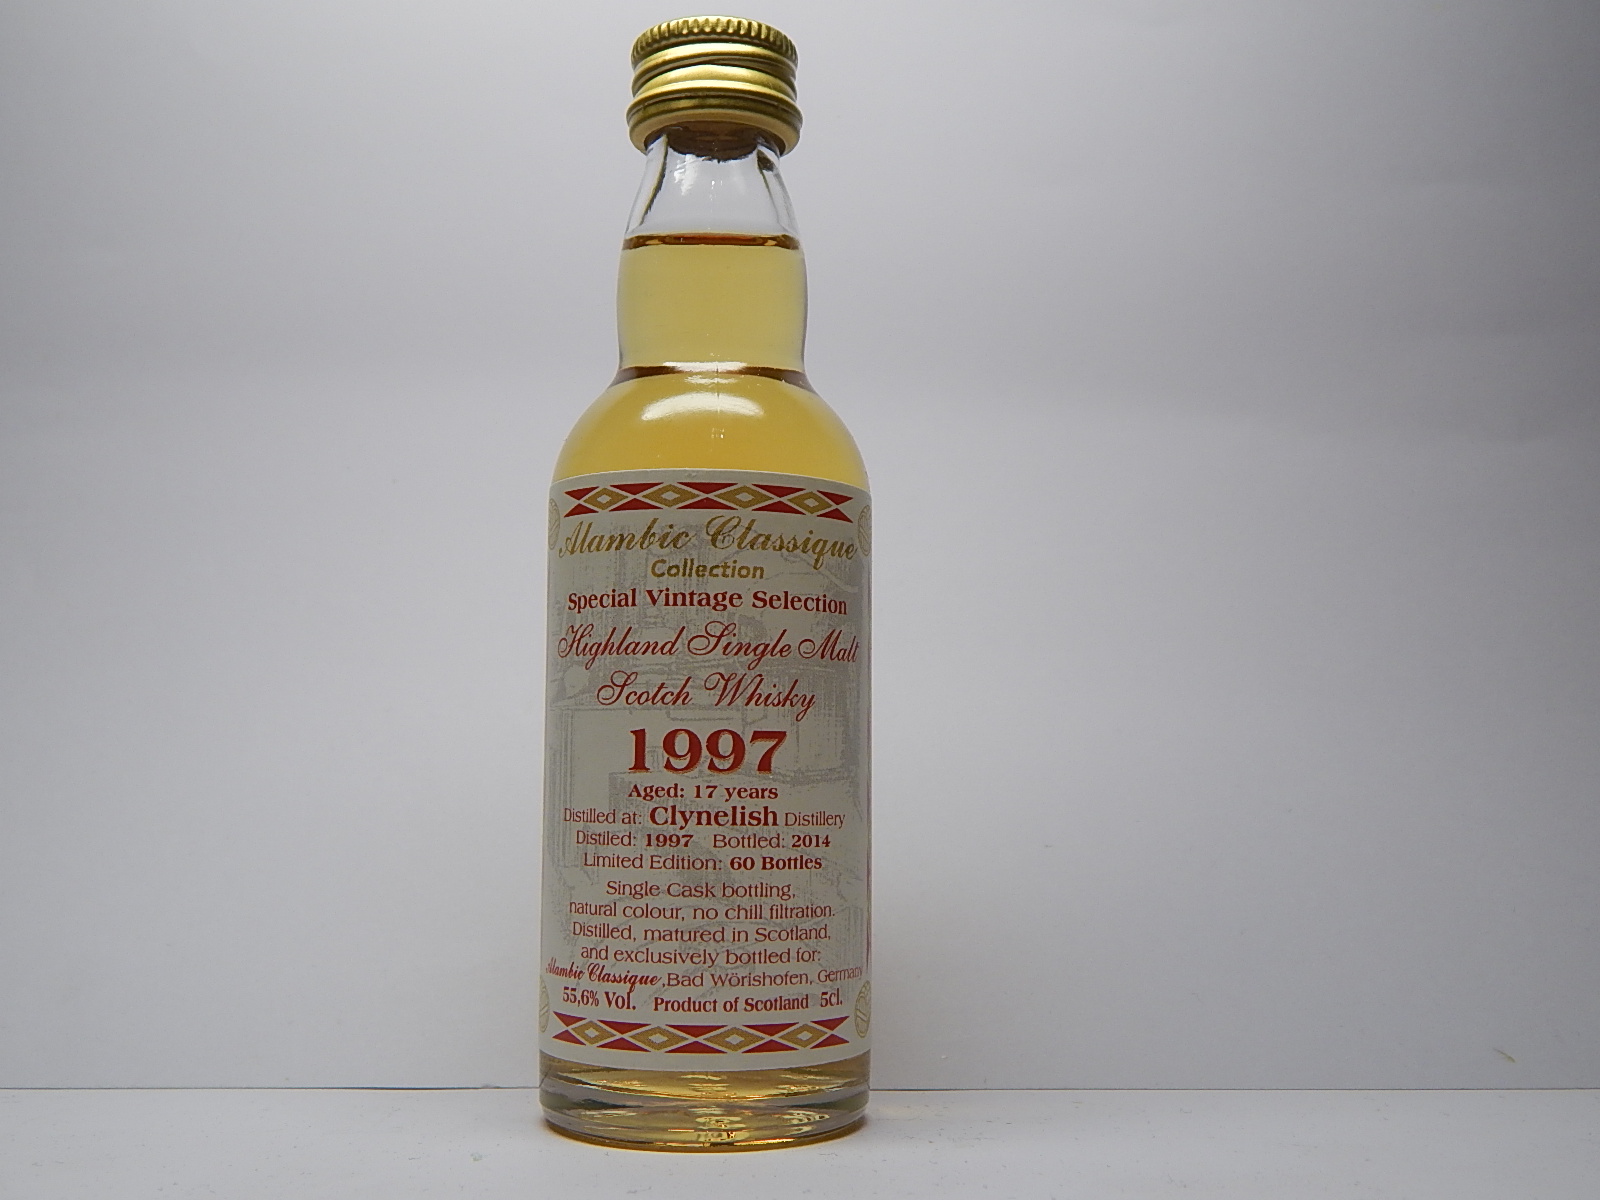 Alambic Classique
Collection
Special Vintage Selection
Highland Single Malt
Scotch Whisky
1997
Aged: 17 years
Distilled at: Clynelish Distillery
Distiled: 1997 Bottled: 2014
Limited Edition: 60 Bottles
Single Cask bottling,
natural colour, no chill filtration.
Distilled, matured in Scotland,
and exclusively bottled for:
Alambic Classique, Bad Wörishofen, Germany
55,6% Vol. Product of Scotland 5cl.